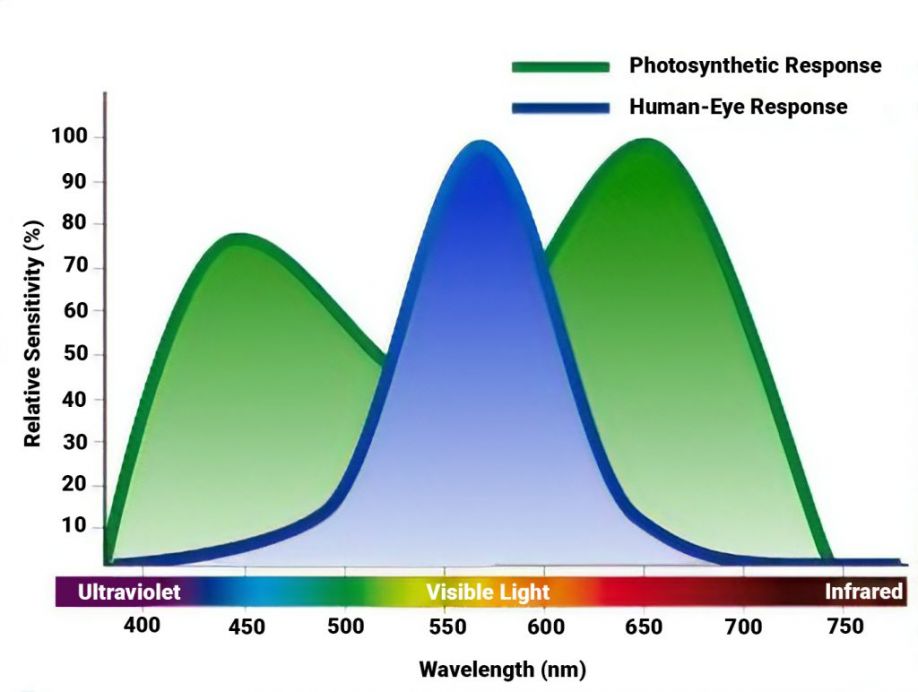 Photosynthetic Response
Human-Eye Response
100
90
80
70
60
50
40
30
20
10
Relative Sensitivity (%)
Ultraviolet Visible Light Infrared
400 450 500 550 600 650 700 750
Wavelength (nm)